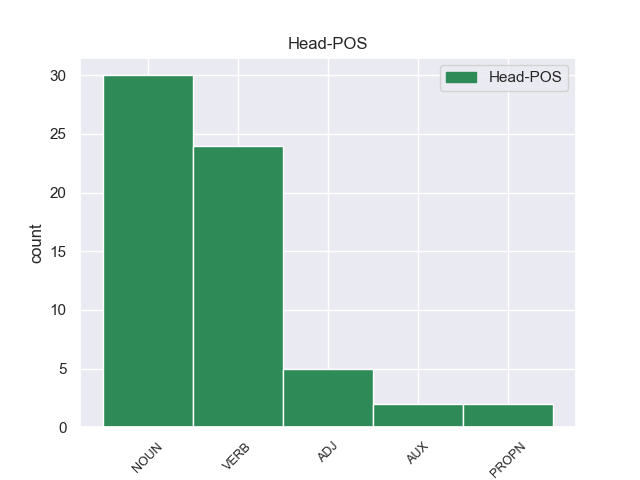 Head-POS
Head-POS
30
25
20
15
10
5
0
count
NOUN
VERB
ADJ
AUX
PROPN